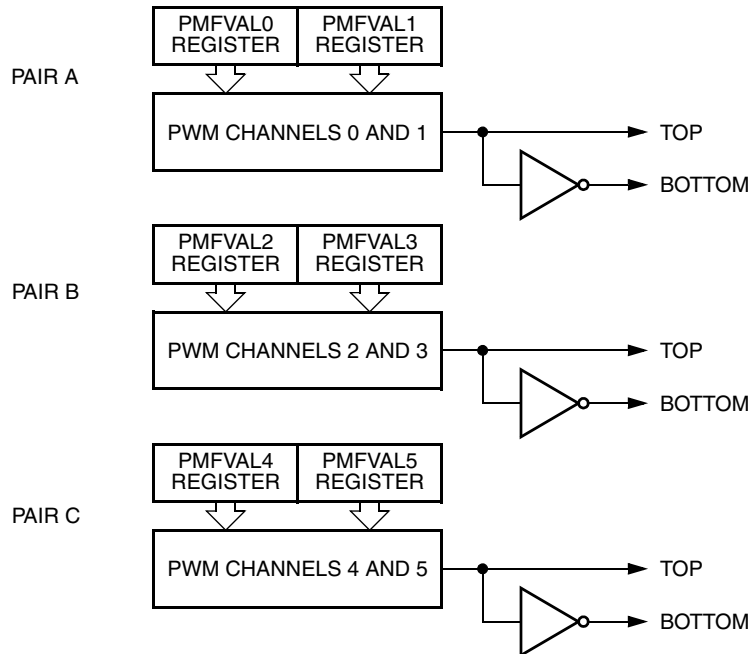 PMFVAL0 REGISTER
PMFVAL1 REGISTER
PAIR A
PWM CHANNELS 0 AND 1
TOP
BOTTOM
PMFVAL2 REGISTER
PMFVAL3 REGISTER
PAIR B
PWM CHANNELS 2 AND 3
TOP
BOTTOM
PMFVAL4 REGISTER
PMFVAL5 REGISTER
PAIR C
PWM CHANNELS 4 AND 5
TOP
BOTTOM